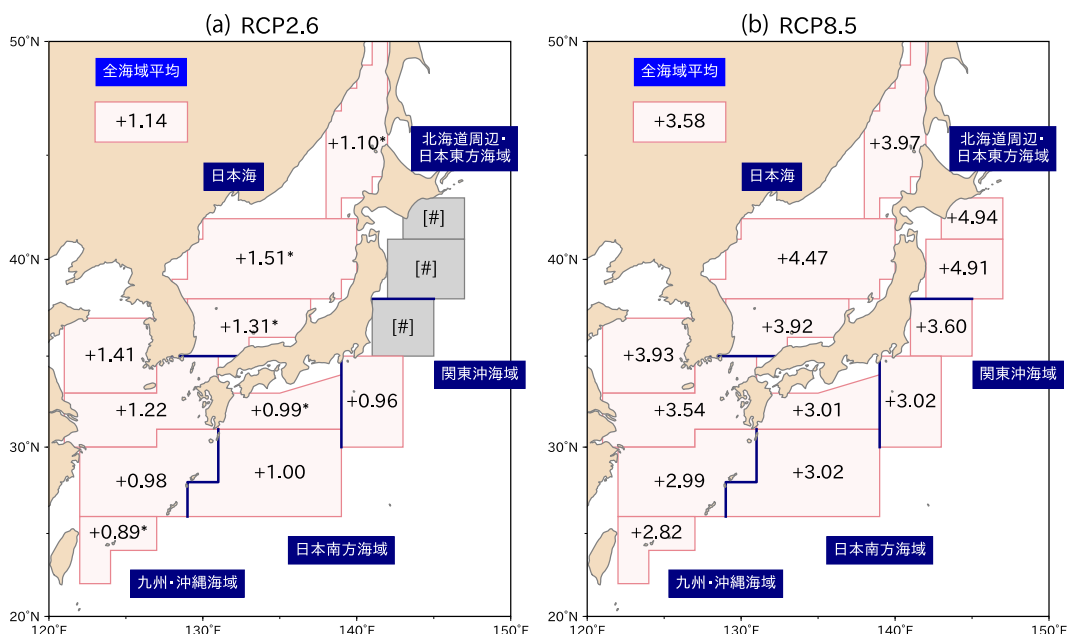 (a) RCP2.6
50°N
40°N
30°N
20°N
120°E
130°E
140°E
150°E
全海域平均
+1.14
北海道周辺・
日本東方海域
日本海
+1.10*
[#]
+1.51*
[#]
+1.31*
[#]
+1.41
関東沖海域
+1.22
+0.99*
+0.96
+0.98
+1.00
+0.89*
日本南方海域
九州・沖縄海域
(b) RCP8.5
50°N
40°N
30°N
20°N
120°E
130°E
140°E
150°E
全海域平均
+3.58
北海道周辺・
日本東方海域
日本海
+3.97
+4.94
+4.47
+4.91
+3.92
+3.60
+3.93
関東沖海域
+3.54
+3.01
+3.02
+2.99
+3.02
+2.82
日本南方海域
九州・沖縄海域